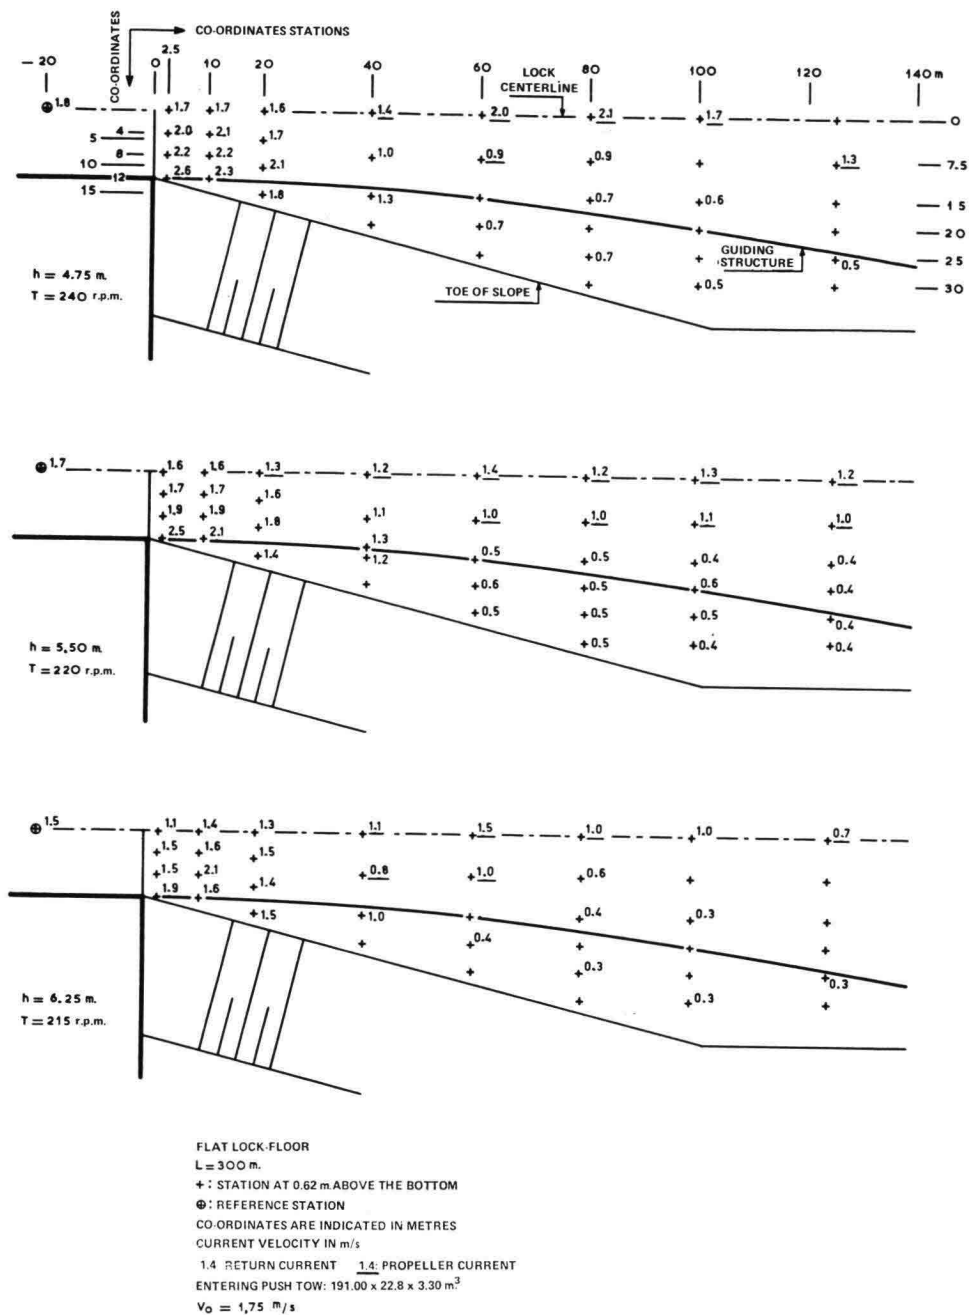 CO-ORDINATES
CO-ORDINATES STATIONS
2.5
— 20 0 10 20 40 60 80 100 120 140 m
LOCK
CENTERLINE
1.8 1.7 1.7 1.6 1.4 2.0 2.1 1.7 0
4 2.0 2.1 1.7
5
8 2.2 2.2 2.1 1.0 0.9 0.9 1.3 7.5
10
12 2.6 2.3
15 1.8 1.3 0.7 0.6 15
0.7 20
GUIDING
STRUCTURE
0.7 0.5 25
TOE OF SLOPE
0.5 30
h = 4.75 m.
T = 240 r.p.m.
1.7 1.6 1.6 1.3 1.2 1.4 1.2 1.3 1.2
1.7 1.7 1.6
1.9 1.9 1.8 1.1 1.0 1.0 1.1 1.0
2.5 2.1 1.3
1.4 1.2 0.5 0.5 0.4 0.4
0.6 0.5 0.6 0.4
0.5 0.5 0.5 0.4
0.5 0.4 0.4
h = 5,50 m.
T = 220 r.p.m.
1.5 1.1 1.4 1.3 1.1 1.5 1.0 1.0 0.7
1.5 1.6 1.5
1.5 2.1 1.4 0.8 1.0 0.6
1.9 1.6
1.5 1.0 0.4 0.3
0.4
0.3 0.3
0.3
h = 6.25 m.
T = 215 r.p.m.
FLAT LOCK-FLOOR
L = 300 m.
+ : STATION AT 0.62 m. ABOVE THE BOTTOM
⊕ : REFERENCE STATION
CO-ORDINATES ARE INDICATED IN METRES
CURRENT VELOCITY IN m/s
1.4 RETURN CURRENT 1.4: PROPELLER CURRENT
ENTERING PUSH TOW: 191.00 x 22.8 x 3.30 m³
V₀ = 1,75 m/s